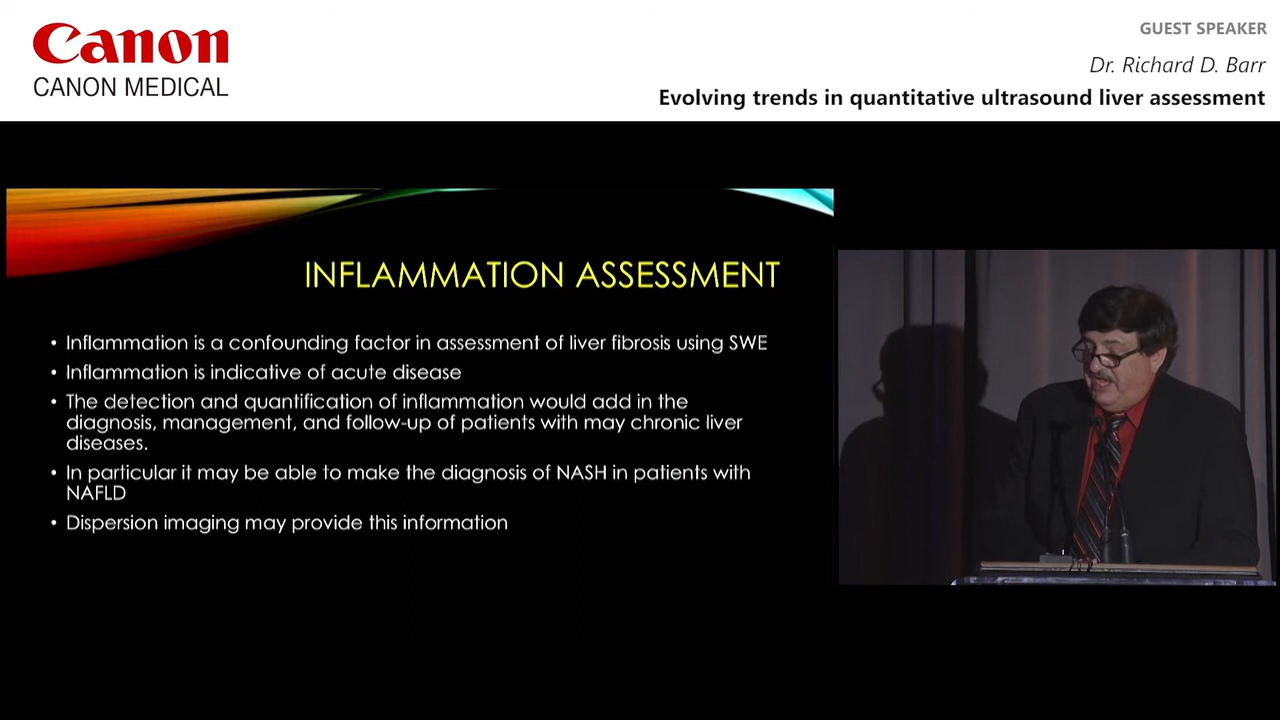 Canon
CANON MEDICAL
GUEST SPEAKER
Dr. Richard D. Barr
Evolving trends in quantitative ultrasound liver assessment
INFLAMMATION ASSESSMENT
• Inflammation is a confounding factor in assessment of liver fibrosis using SWE
• Inflammation is indicative of acute disease
• The detection and quantification of inflammation would add in the
diagnosis, management, and follow-up of patients with may chronic liver
diseases.
• In particular it may be able to make the diagnosis of NASH in patients with
NAFLD
• Dispersion imaging may provide this information